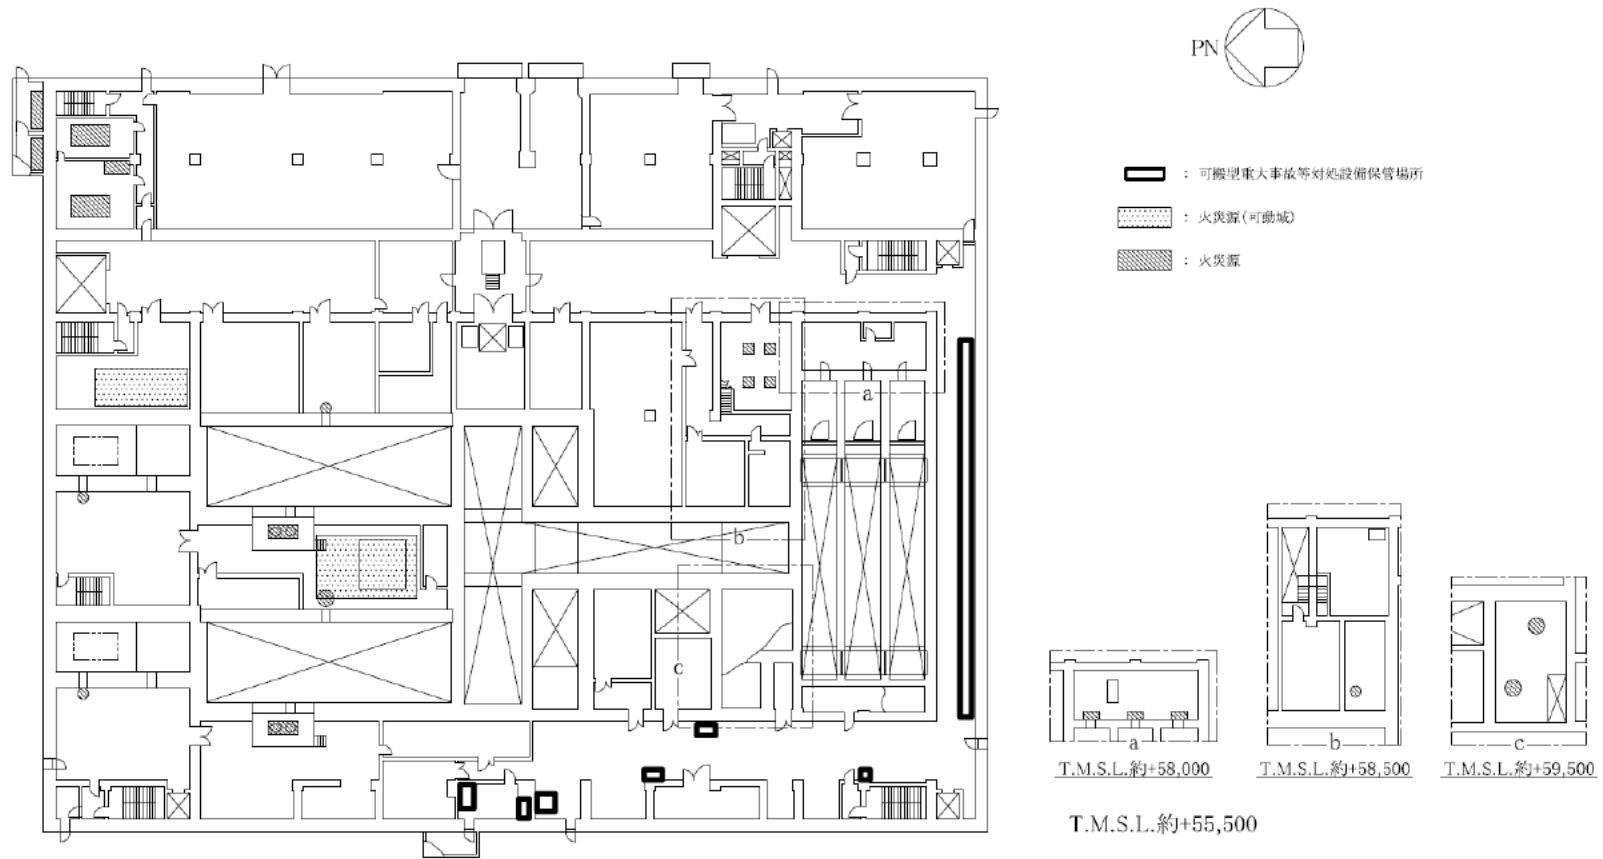 PN
: 可搬型重大事故等対処設備保管場所
: 火災源(可動域)
: 火災源
a
b
c
a
T.M.S.L.約+58,000
b
T.M.S.L.約+58,500
c
T.M.S.L.約+59,500
T.M.S.L.約+55,500